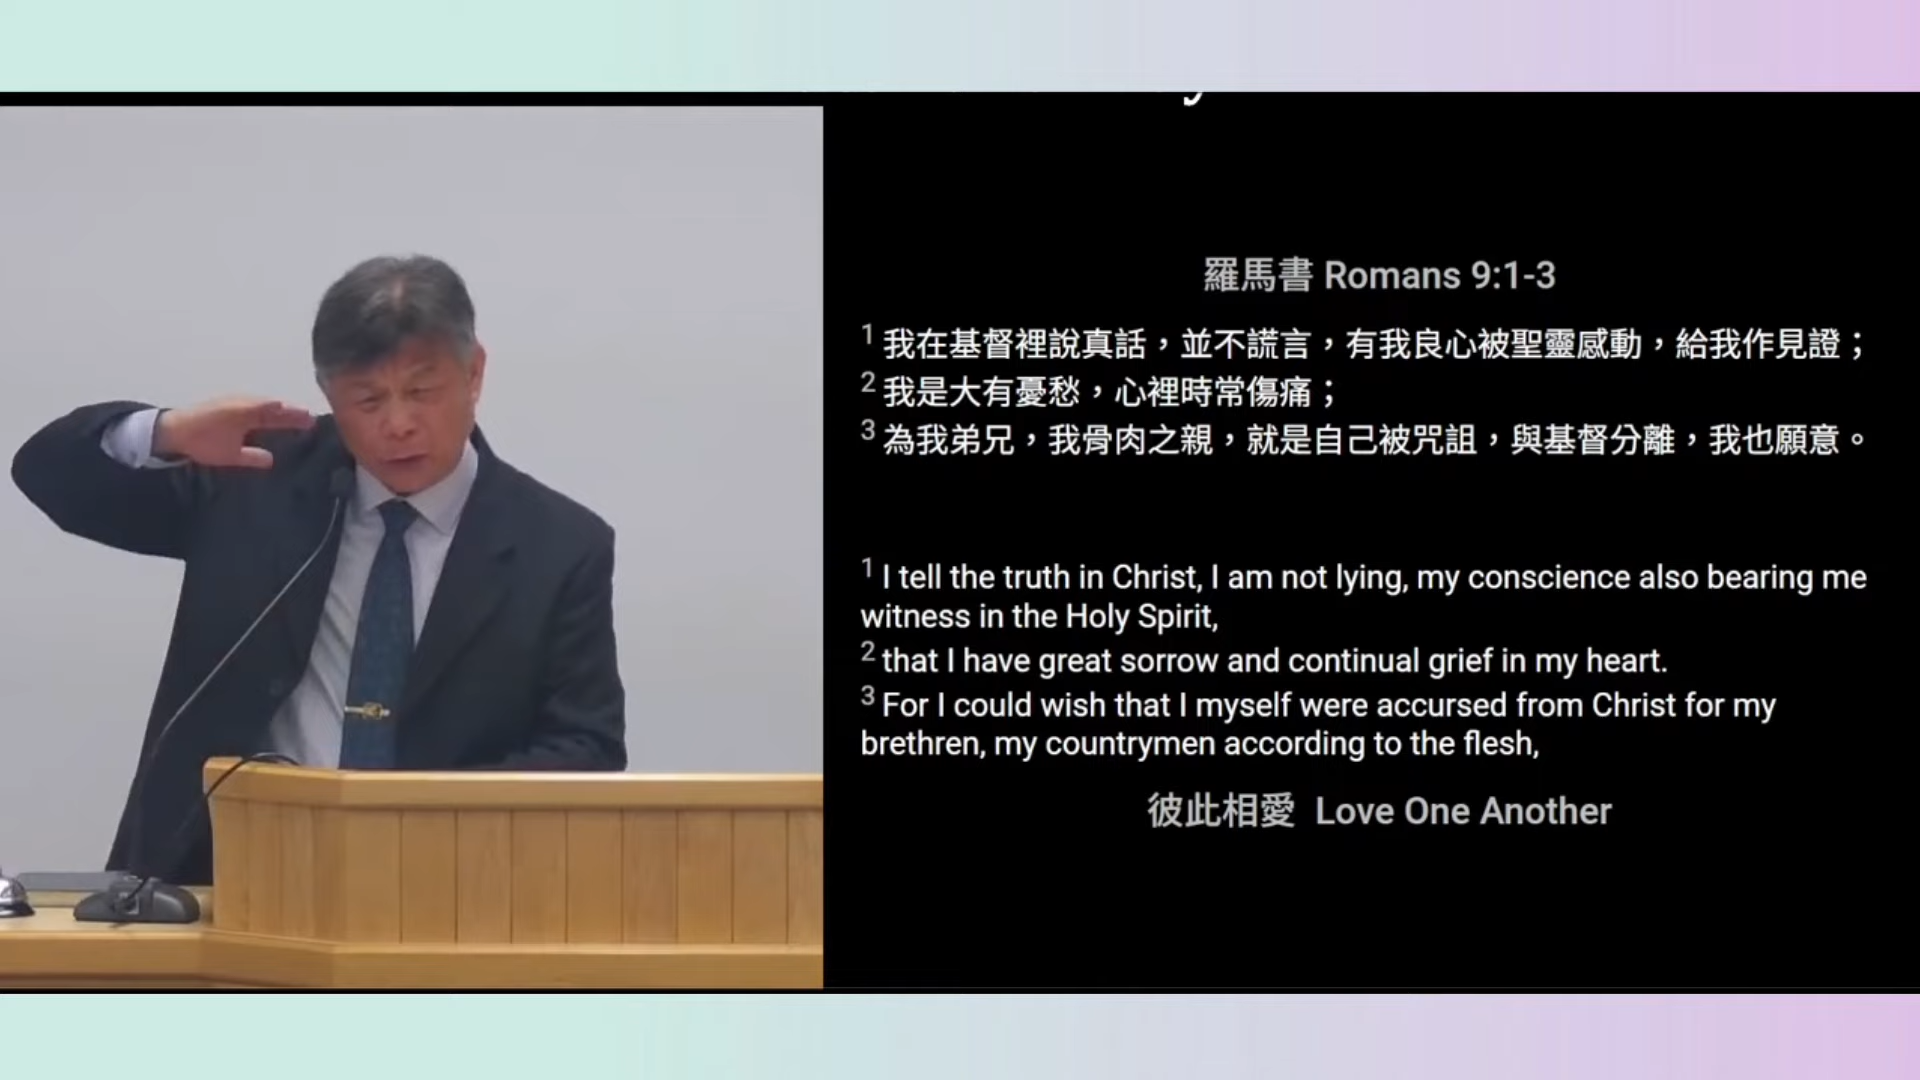 羅馬書 Romans 9:1-3
1 我在基督裡說真話，並不謊言，有我良心被聖靈感動，給我作見證；
2 我是大有憂愁，心裡時常傷痛；
3 為我弟兄，我骨肉之親，就是自己被咒詛，與基督分離，我也願意。
1 I tell the truth in Christ, I am not lying, my conscience also bearing me
witness in the Holy Spirit,
2 that I have great sorrow and continual grief in my heart.
3 For I could wish that I myself were accursed from Christ for my
brethren, my countrymen according to the flesh,
彼此相愛 Love One Another